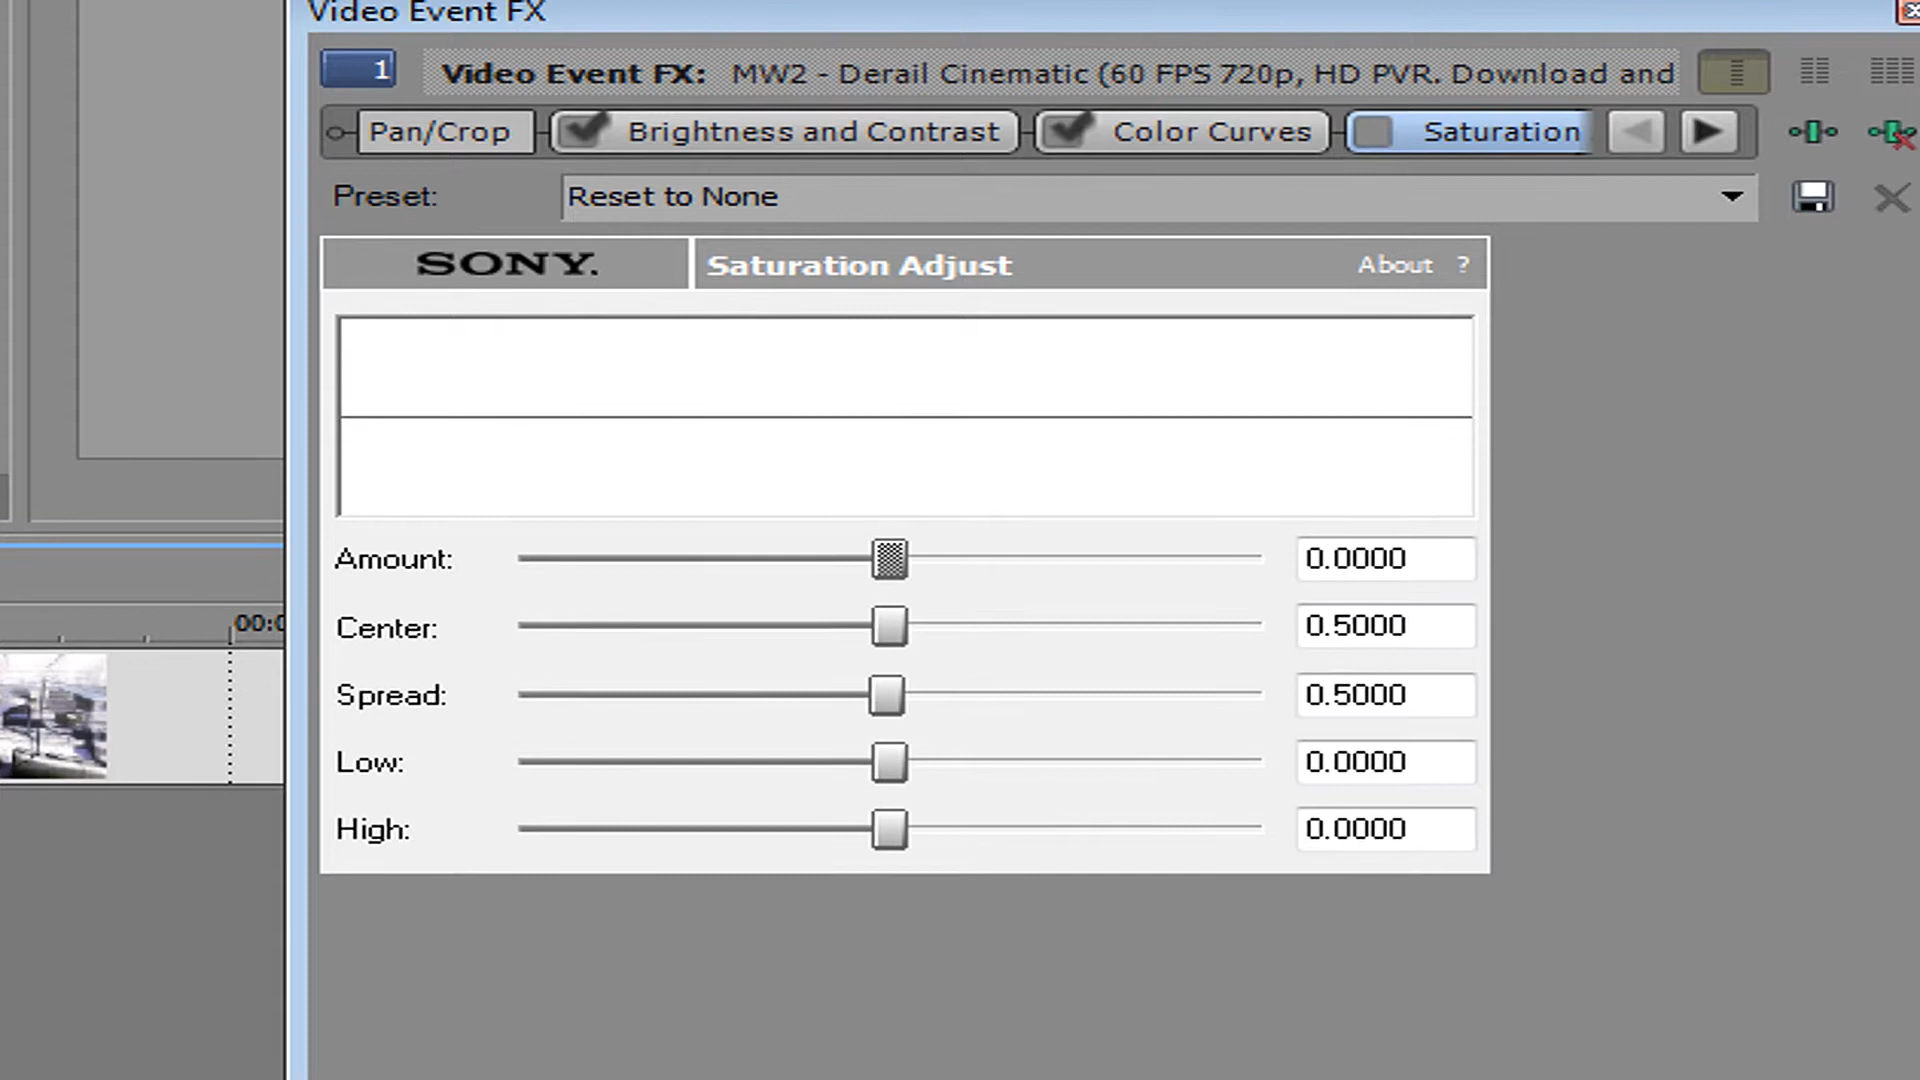 Video Event FX
1 Video Event FX: MW2 - Derail Cinematic (60 FPS 720p, HD PVR. Download and
Pan/Crop Brightness and Contrast Color Curves Saturation
Preset: Reset to None
SONY. Saturation Adjust About ?
Amount: 0.0000
Center: 0.5000
Spread: 0.5000
Low: 0.0000
High: 0.0000